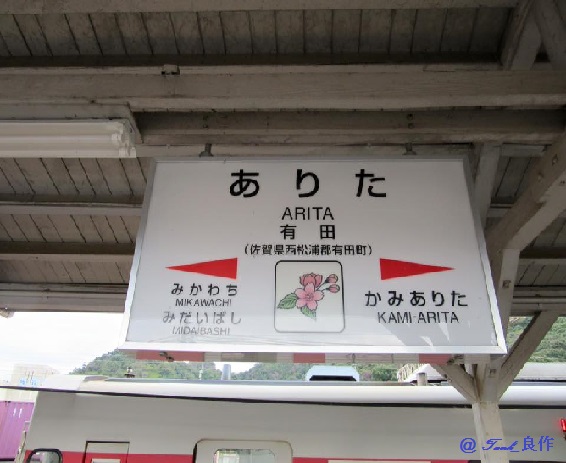 ありた
ARITA
有田
(佐賀県西松浦郡有田町)
みかわち
MIKAWACHI
みだいばし
MIDAIBASHI
かみありた
KAMI-ARITA
@ Tank 良作